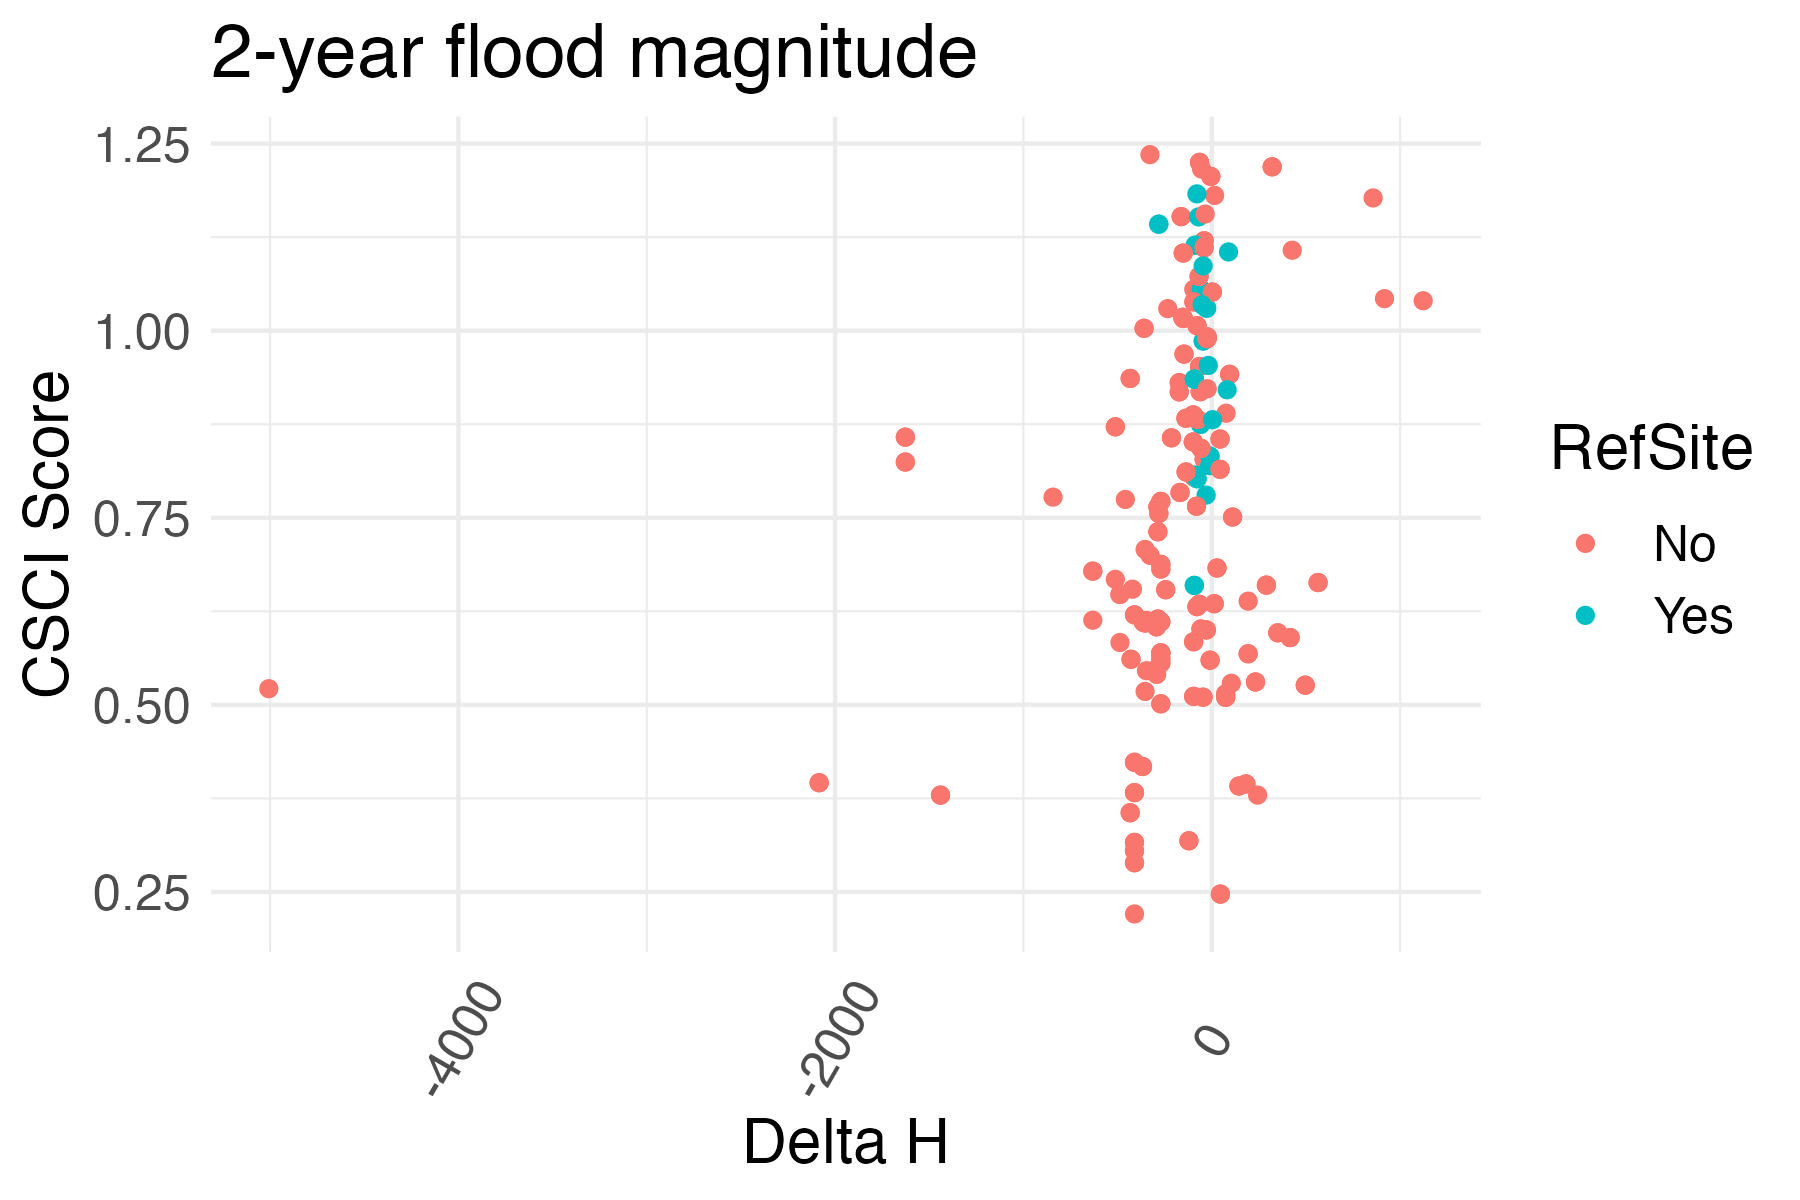 2-year flood magnitude
CSCI Score
1.25
1.00
0.75
0.50
0.25
-4000
-2000
0
Delta H
RefSite
No
Yes